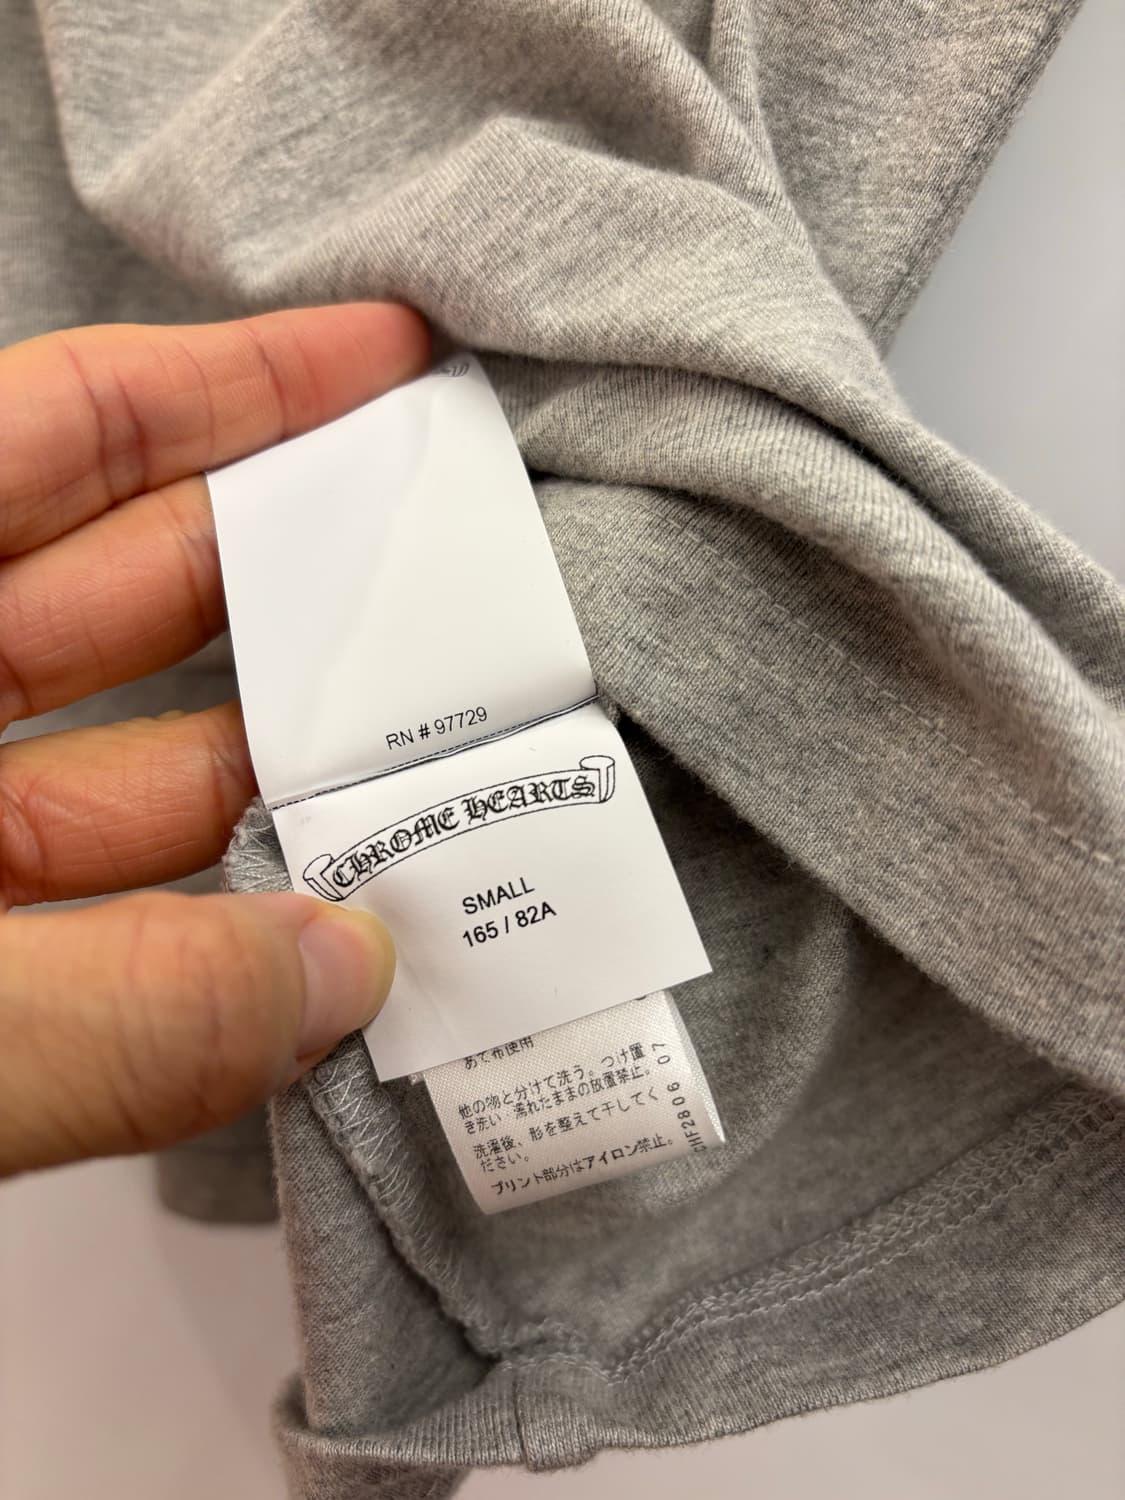 RN # 97729
CHROME HEARTS
SMALL
165 / 82A
あて布使用
他の物と分けて洗う。つけ置
き洗い 濡れたままの放置禁止。
洗濯後、形を整えて干してく
ださい。
プリント部分はアイロン禁止。
CHF2806 07